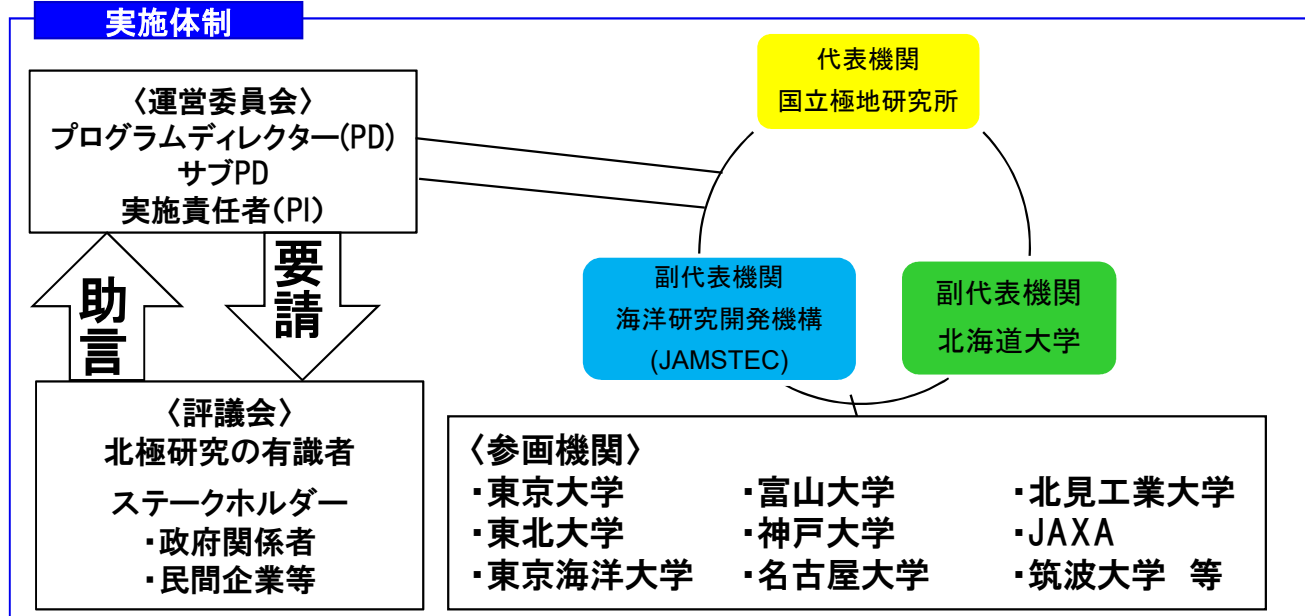 実施体制
〈運営委員会〉
プログラムディレクター(PD)
サブPD
実施責任者(PI)
助言
要請
〈評議会〉
北極研究の有識者
ステークホルダー
・政府関係者
・民間企業等
代表機関
国立極地研究所
副代表機関
海洋研究開発機構
(JAMSTEC)
副代表機関
北海道大学
〈参画機関〉
・東京大学 ・富山大学 ・北見工業大学
・東北大学 ・神戸大学 ・JAXA
・東京海洋大学 ・名古屋大学 ・筑波大学 等